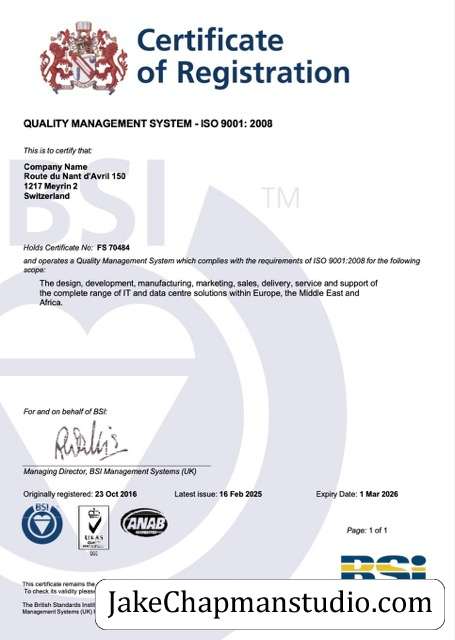 Certificate
of Registration
QUALITY MANAGEMENT SYSTEM - ISO 9001: 2008
This is to certify that:
Company Name
Route du Nant d'Avril 150
1217 Meyrin 2
Switzerland
BSI
TM
Holds Certificate No: FS 70484
and operates a Quality Management System which complies with the requirements of ISO 9001:2008 for the following
scope:
The design, development, manufacturing, marketing, sales, delivery, service and support of
the complete range of IT and data centre solutions within Europe, the Middle East and
Africa.
For and on behalf of BSI:
Managing Director, BSI Management Systems (UK)
Originally registered: 23 Oct 2016 Latest issue: 16 Feb 2025 Expiry Date: 1 Mar 2026
BSI
UKAS
ANAB
Page: 1 of 1
BSi
This certificate remains the
To check its validity please
The British Standards Instit
Management Systems (UK)
JakeChapmanstudio.com